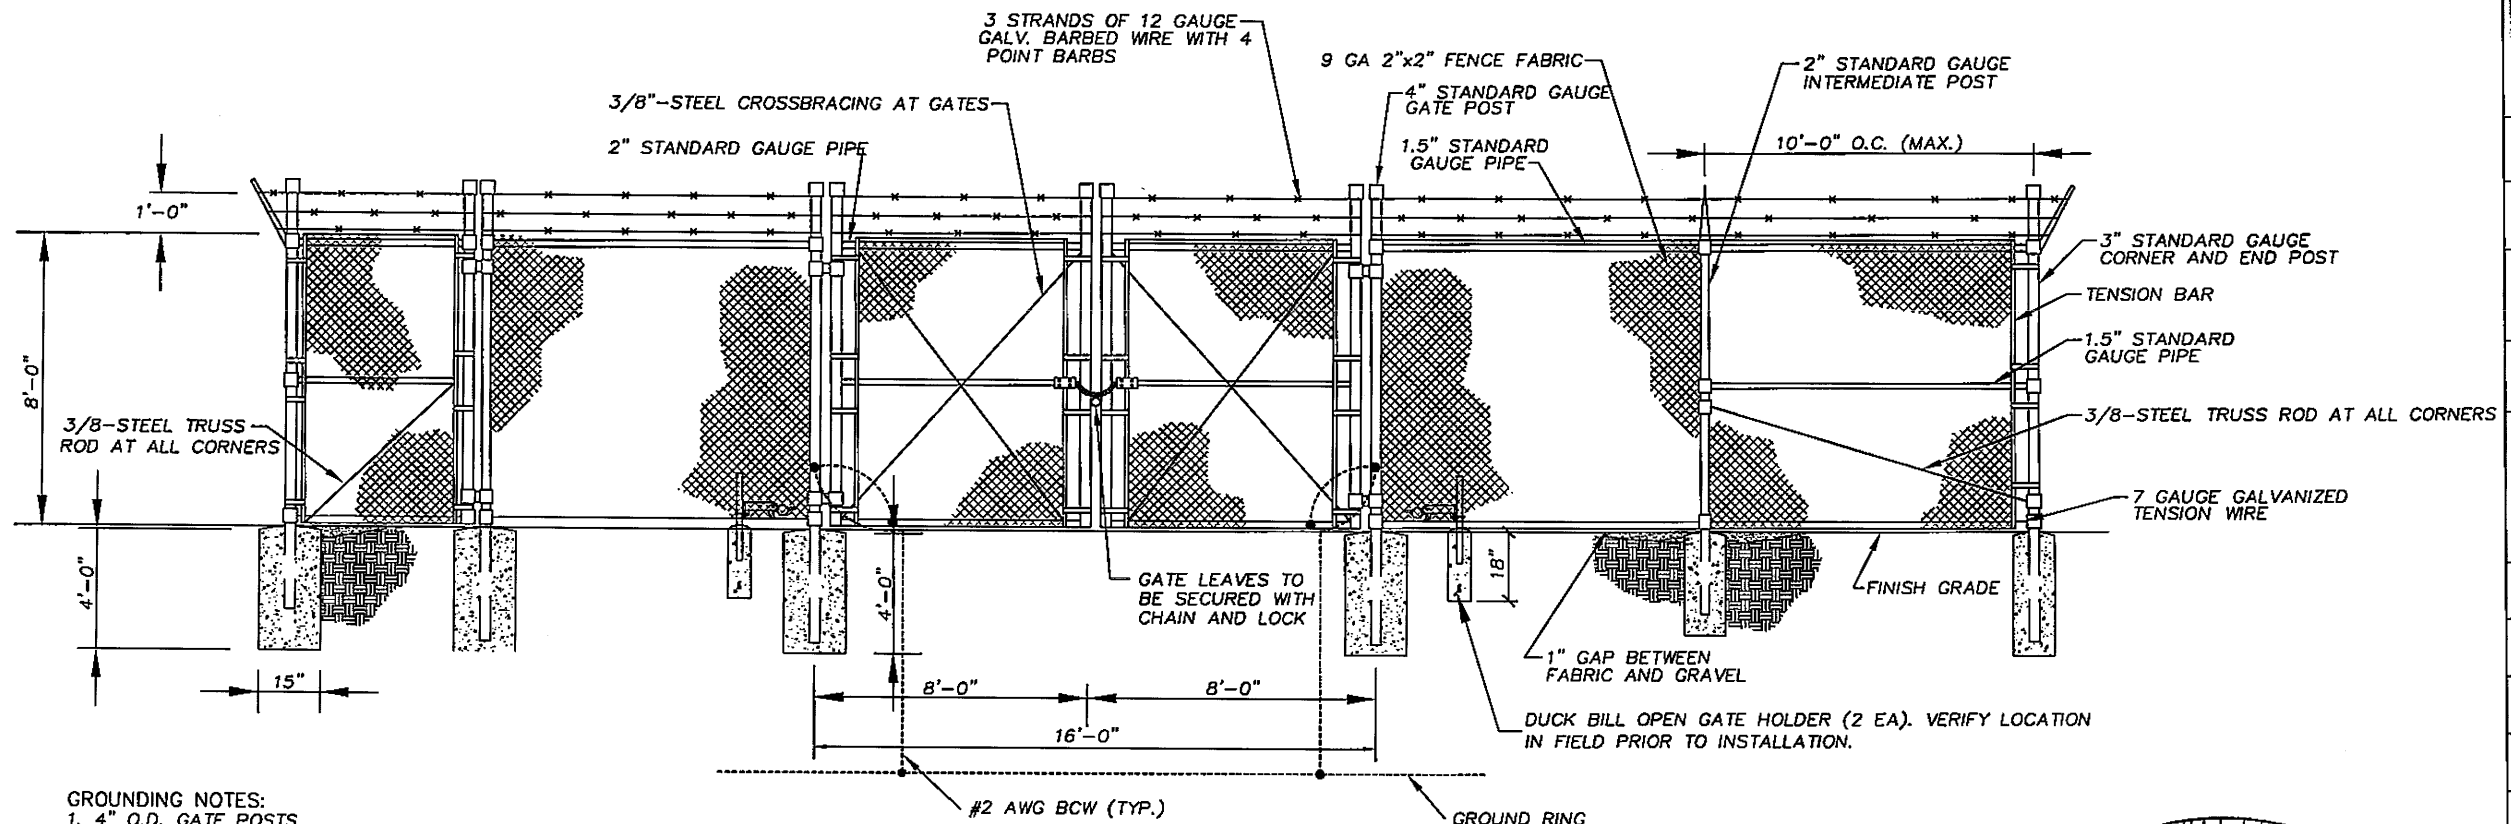 3 STRANDS OF 12 GAUGE
GALV. BARBED WIRE WITH 4
POINT BARBS
9 GA 2"x2" FENCE FABRIC
2" STANDARD GAUGE
INTERMEDIATE POST
3/8"-STEEL CROSSBRACING AT GATES
4" STANDARD GAUGE
GATE POST
2" STANDARD GAUGE PIPE
1.5" STANDARD
GAUGE PIPE
10'-0" O.C. (MAX.)
1'-0"
3" STANDARD GAUGE
CORNER AND END POST
TENSION BAR
1.5" STANDARD
GAUGE PIPE
8'-0"
3/8-STEEL TRUSS
ROD AT ALL CORNERS
3/8-STEEL TRUSS ROD AT ALL CORNERS
7 GAUGE GALVANIZED
TENSION WIRE
4'-0"
4'-0"
18"
GATE LEAVES TO
BE SECURED WITH
CHAIN AND LOCK
FINISH GRADE
1" GAP BETWEEN
FABRIC AND GRAVEL
15"
8'-0"
8'-0"
DUCK BILL OPEN GATE HOLDER (2 EA). VERIFY LOCATION
IN FIELD PRIOR TO INSTALLATION.
16'-0"
GROUNDING NOTES:
1. 4" O.D. GATE POSTS
#2 AWG BCW (TYP.)
GROUND RING